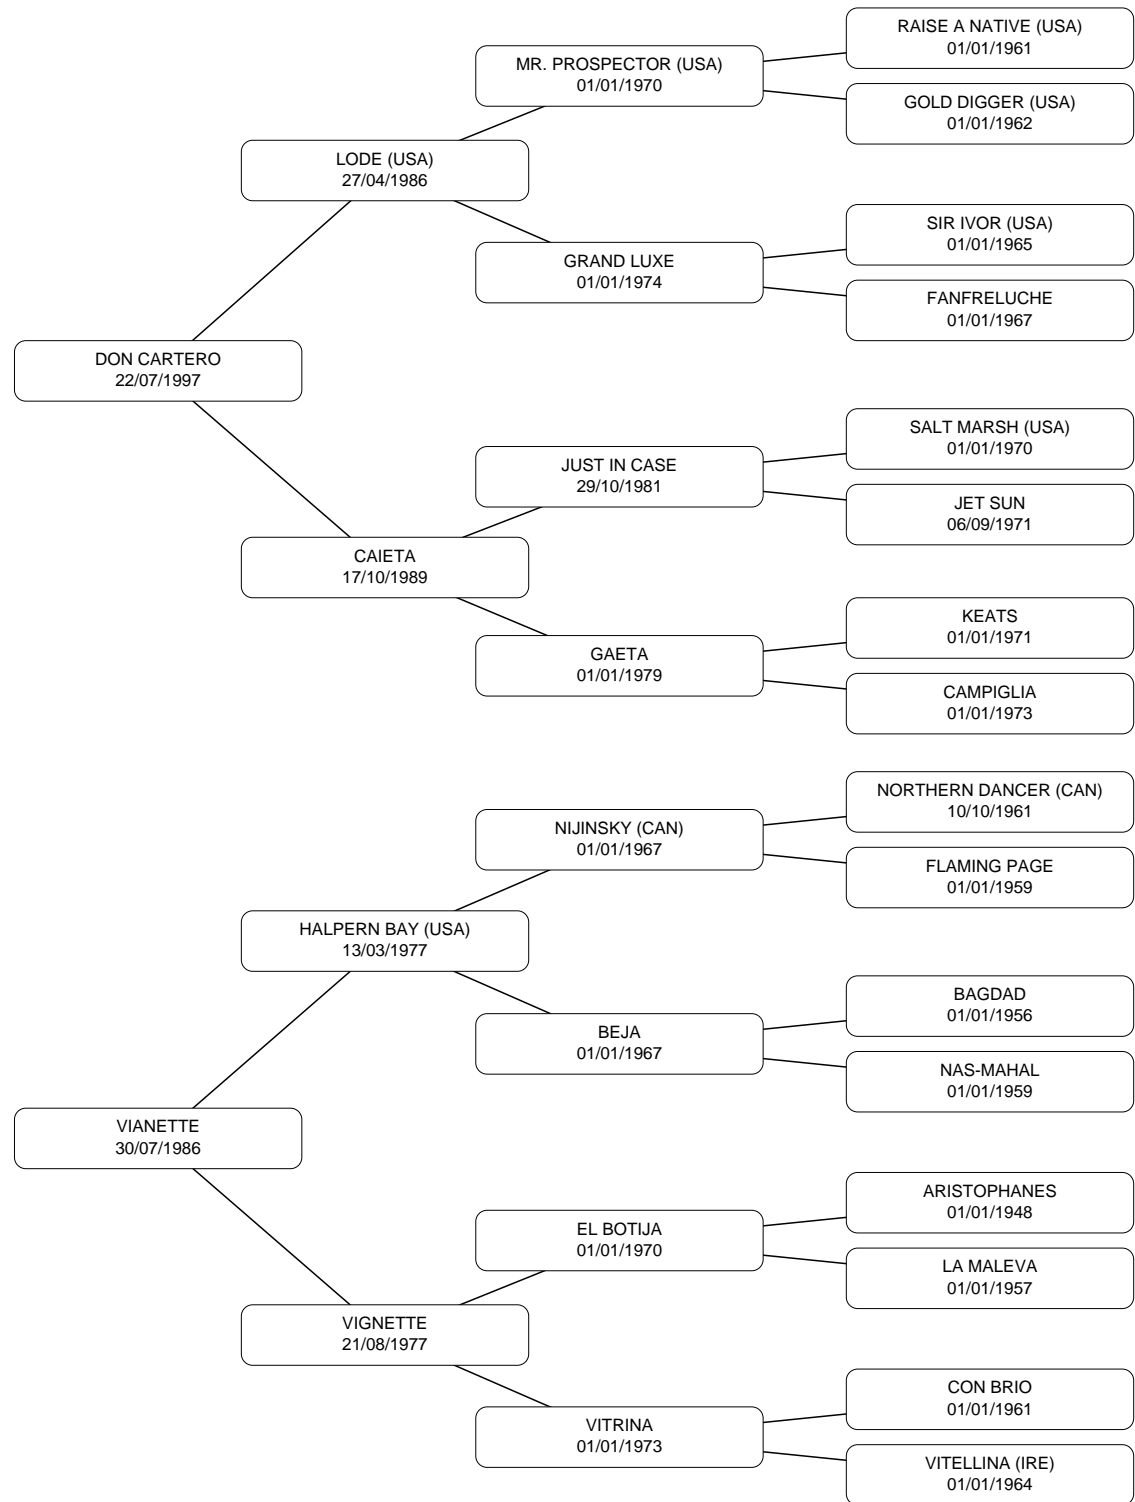 RAISE A NATIVE (USA)
01/01/1961
MR. PROSPECTOR (USA)
01/01/1970
GOLD DIGGER (USA)
01/01/1962
LODE (USA)
27/04/1986
SIR IVOR (USA)
01/01/1965
GRAND LUXE
01/01/1974
FANFRELUCHE
01/01/1967
DON CARTERO
22/07/1997
SALT MARSH (USA)
01/01/1970
JUST IN CASE
29/10/1981
JET SUN
06/09/1971
CAIETA
17/10/1989
KEATS
01/01/1971
GAETA
01/01/1979
CAMPIGLIA
01/01/1973
NORTHERN DANCER (CAN)
10/10/1961
NIJINSKY (CAN)
01/01/1967
FLAMING PAGE
01/01/1959
HALPERN BAY (USA)
13/03/1977
BAGDAD
01/01/1956
BEJA
01/01/1967
NAS-MAHAL
01/01/1959
VIANETTE
30/07/1986
ARISTOPHANES
01/01/1948
EL BOTIJA
01/01/1970
LA MALEVA
01/01/1957
VIGNETTE
21/08/1977
CON BRIO
01/01/1961
VITRINA
01/01/1973
VITELLINA (IRE)
01/01/1964